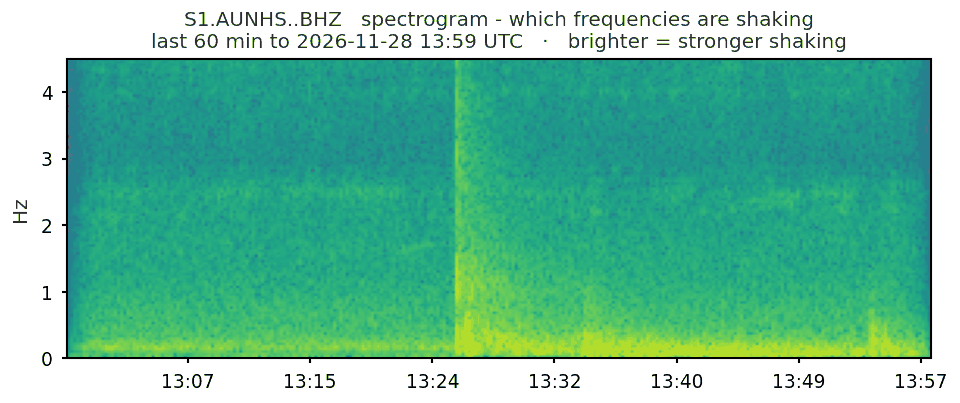 S1.AUNHS..BHZ   spectrogram - which frequencies are shaking
last 60 min to 2026-11-28 13:59 UTC   ·   brighter = stronger shaking
4
3
2
1
0
Hz
13:07 13:15 13:24 13:32 13:40 13:49 13:57